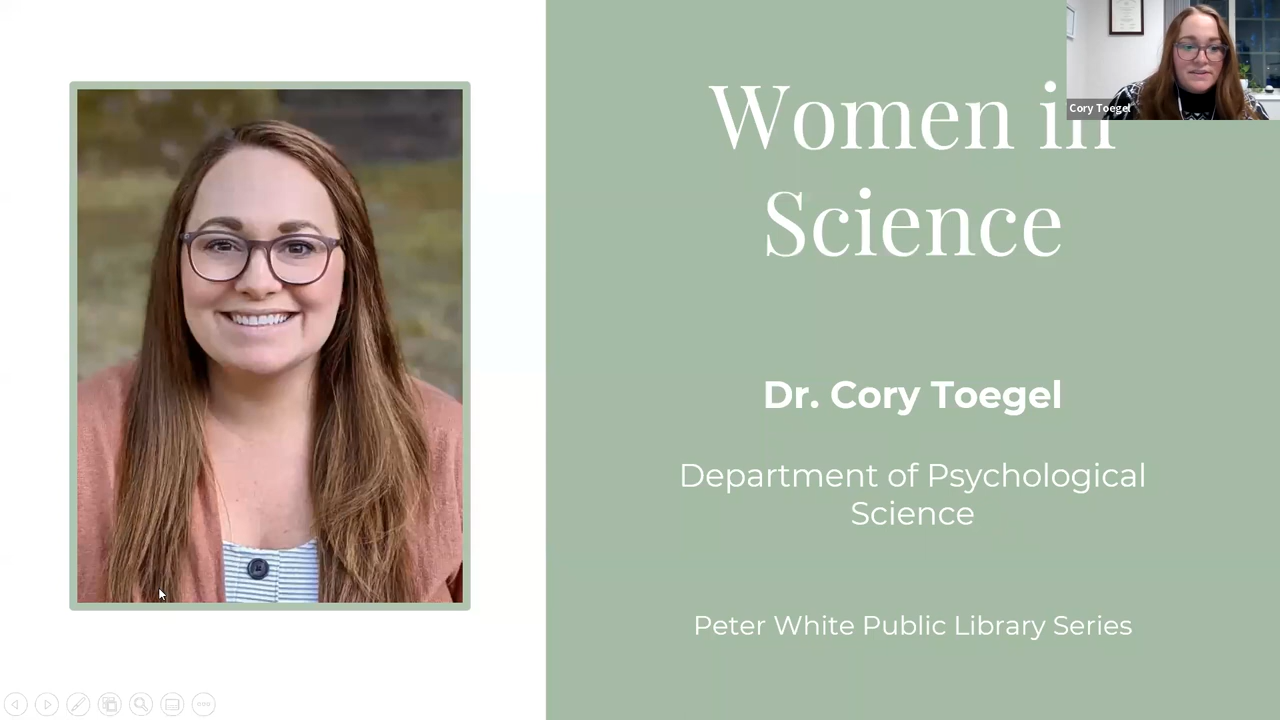 Women in
Science
Cory Toegel
Dr. Cory Toegel
Department of Psychological
Science
Peter White Public Library Series